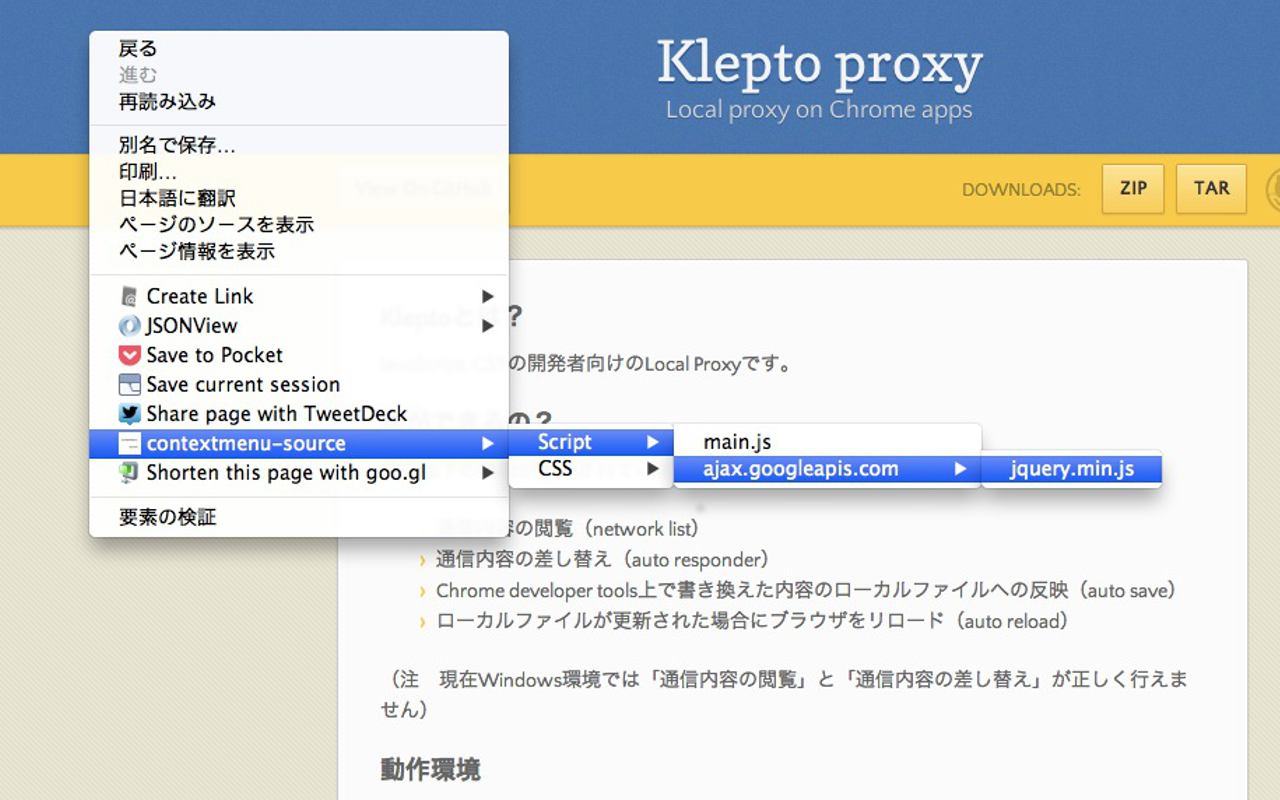 Klepto proxy
Local proxy on Chrome apps
View On GitHub
DOWNLOADS:
ZIP
TAR
戻る
進む
再読み込み
別名で保存...
印刷...
日本語に翻訳
ページのソースを表示
ページ情報を表示
Create Link
JSONView
Save to Pocket
Save current session
Share page with TweetDeck
contextmenu-source
Shorten this page with goo.gl
要素の検証
Script
CSS
main.js
ajax.googleapis.com
jquery.min.js
Kleptoとは？
の開発者向けのLocal Proxyです。
の？
通信内容の閲覧（network list）
通信内容の差し替え（auto responder）
Chrome developer tools上で書き換えた内容のローカルファイルへの反映（auto save）
ローカルファイルが更新された場合にブラウザをリロード（auto reload）
（注　現在Windows環境では「通信内容の閲覧」と「通信内容の差し替え」が正しく行えま
せん）
動作環境